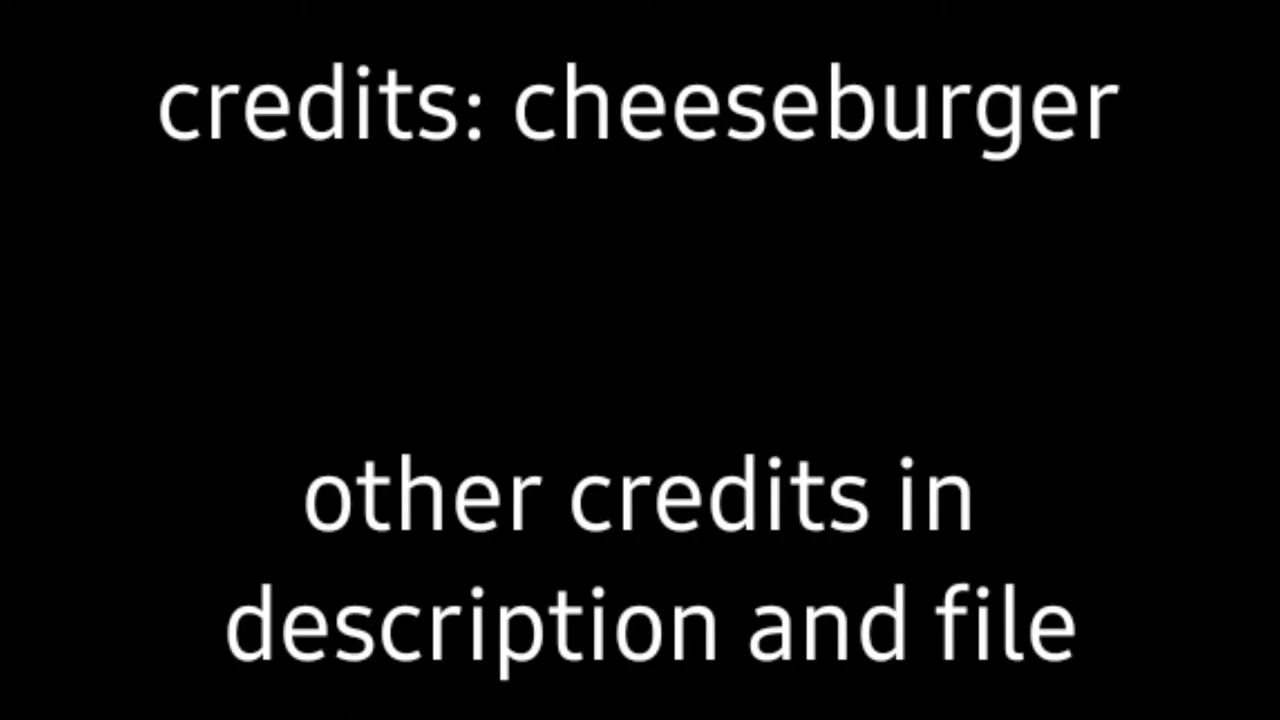 credits: cheeseburger
other credits in
description and file